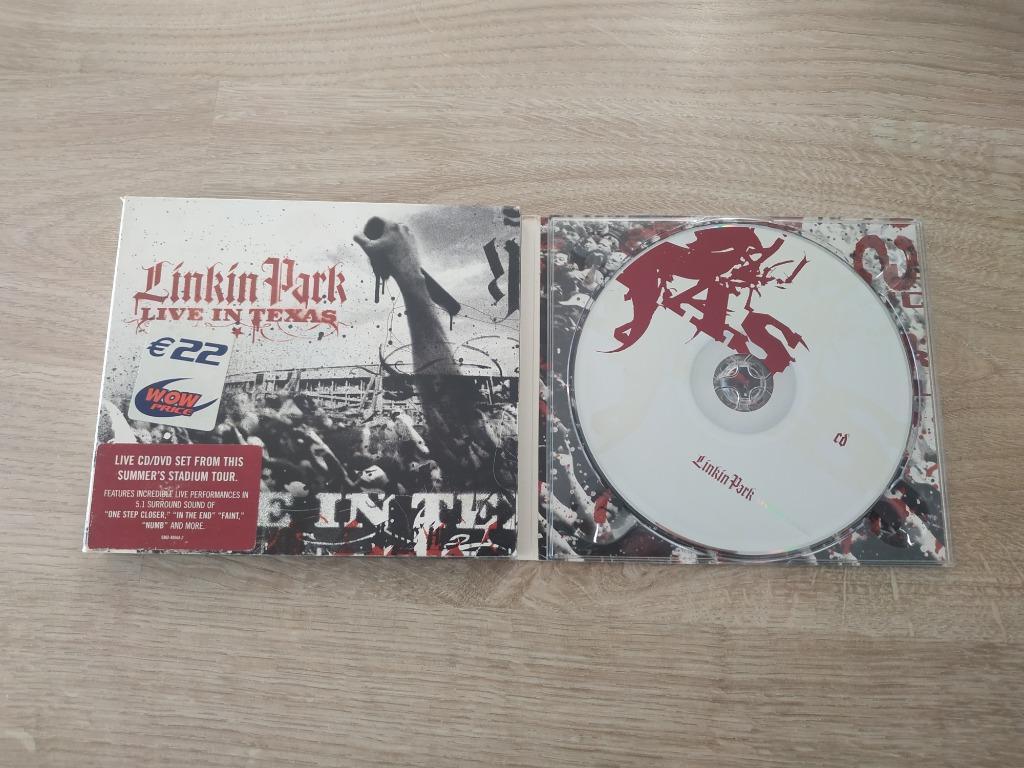 Linkin Park
LIVE IN TEXAS
€22
WOW
PRICE
LIVE CD/DVD SET FROM THIS
SUMMER'S STADIUM TOUR.
FEATURES INCREDIBLE LIVE PERFORMANCES IN
5.1 SURROUND SOUND OF
"ONE STEP CLOSER," "IN THE END" "FAINT,"
"NUMB" AND MORE.
E IN TE
cd
Linkin Park